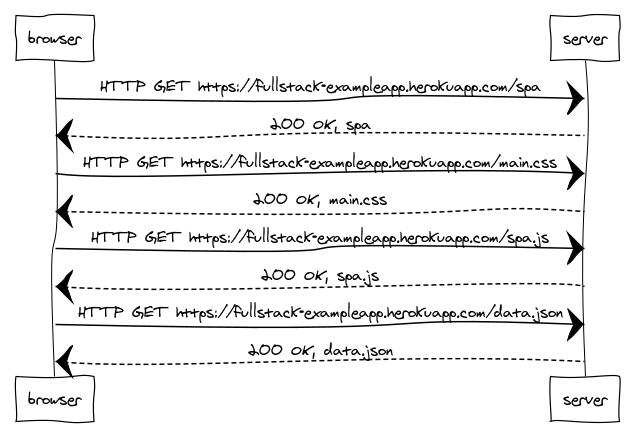 browser
server
HTTP GET https://fullstack-exampleapp.herokuapp.com/spa
200 OK, spa
HTTP GET https://fullstack-exampleapp.herokuapp.com/main.css
200 OK, main.css
HTTP GET https://fullstack-exampleapp.herokuapp.com/spa.js
200 OK, spa.js
HTTP GET https://fullstack-exampleapp.herokuapp.com/data.json
200 OK, data.json
browser
server